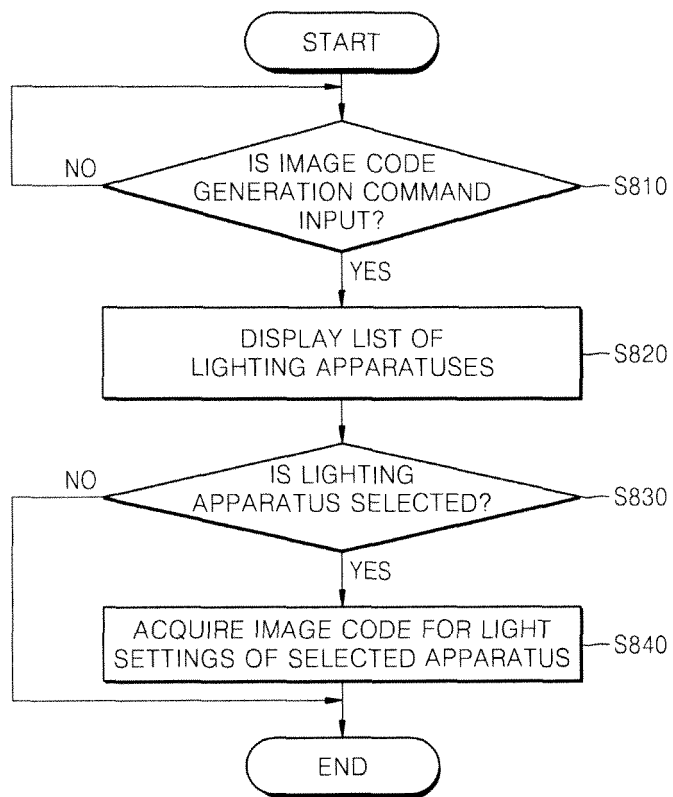 START
NO
IS IMAGE CODE
GENERATION COMMAND
INPUT?
S810
YES
DISPLAY LIST OF
LIGHTING APPARATUSES
S820
NO
IS LIGHTING
APPARATUS SELECTED?
S830
YES
ACQUIRE IMAGE CODE FOR LIGHT
SETTINGS OF SELECTED APPARATUS
S840
END